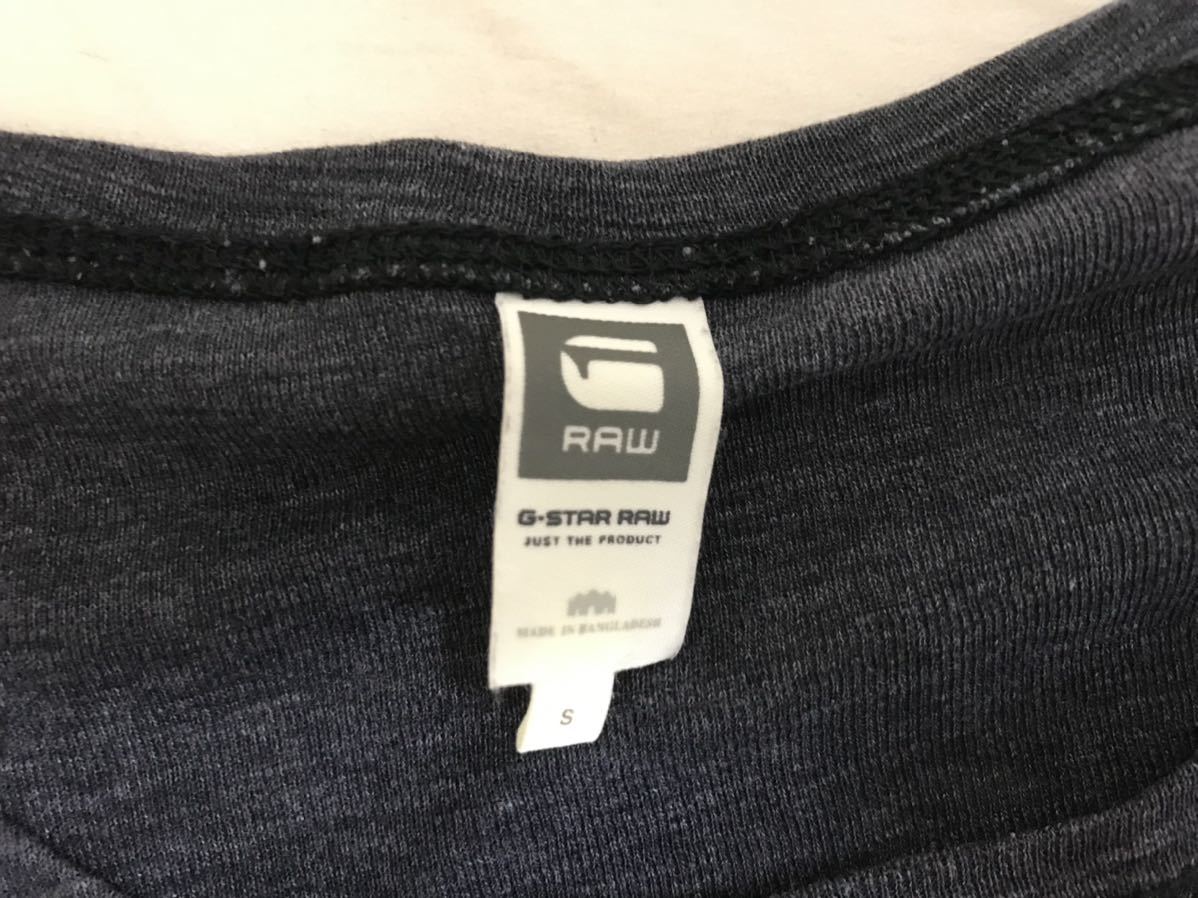 RAW
G-STAR RAW
JUST THE PRODUCT
MADE IN BANGLADESH
S